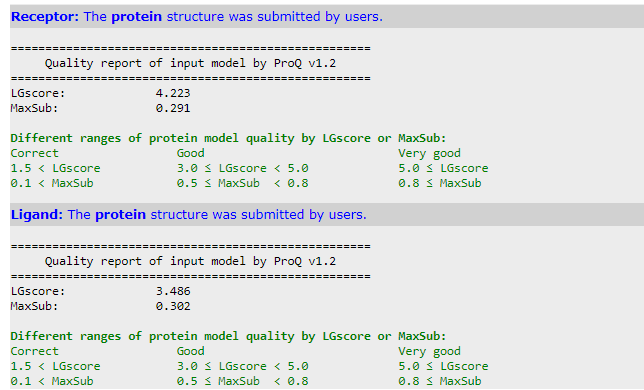 Receptor: The protein structure was submitted by users.
====================================================
Quality report of input model by ProQ v1.2
====================================================
LGscore: 4.223
MaxSub: 0.291
Different ranges of protein model quality by LGscore or MaxSub:
Correct Good Very good
1.5 < LGscore 3.0 ≤ LGscore < 5.0 5.0 ≤ LGscore
0.1 < MaxSub 0.5 ≤ MaxSub < 0.8 0.8 ≤ MaxSub
Ligand: The protein structure was submitted by users.
====================================================
Quality report of input model by ProQ v1.2
====================================================
LGscore: 3.486
MaxSub: 0.302
Different ranges of protein model quality by LGscore or MaxSub:
Correct Good Very good
1.5 < LGscore 3.0 ≤ LGscore < 5.0 5.0 ≤ LGscore
0.1 < MaxSub 0.5 ≤ MaxSub < 0.8 0.8 ≤ MaxSub